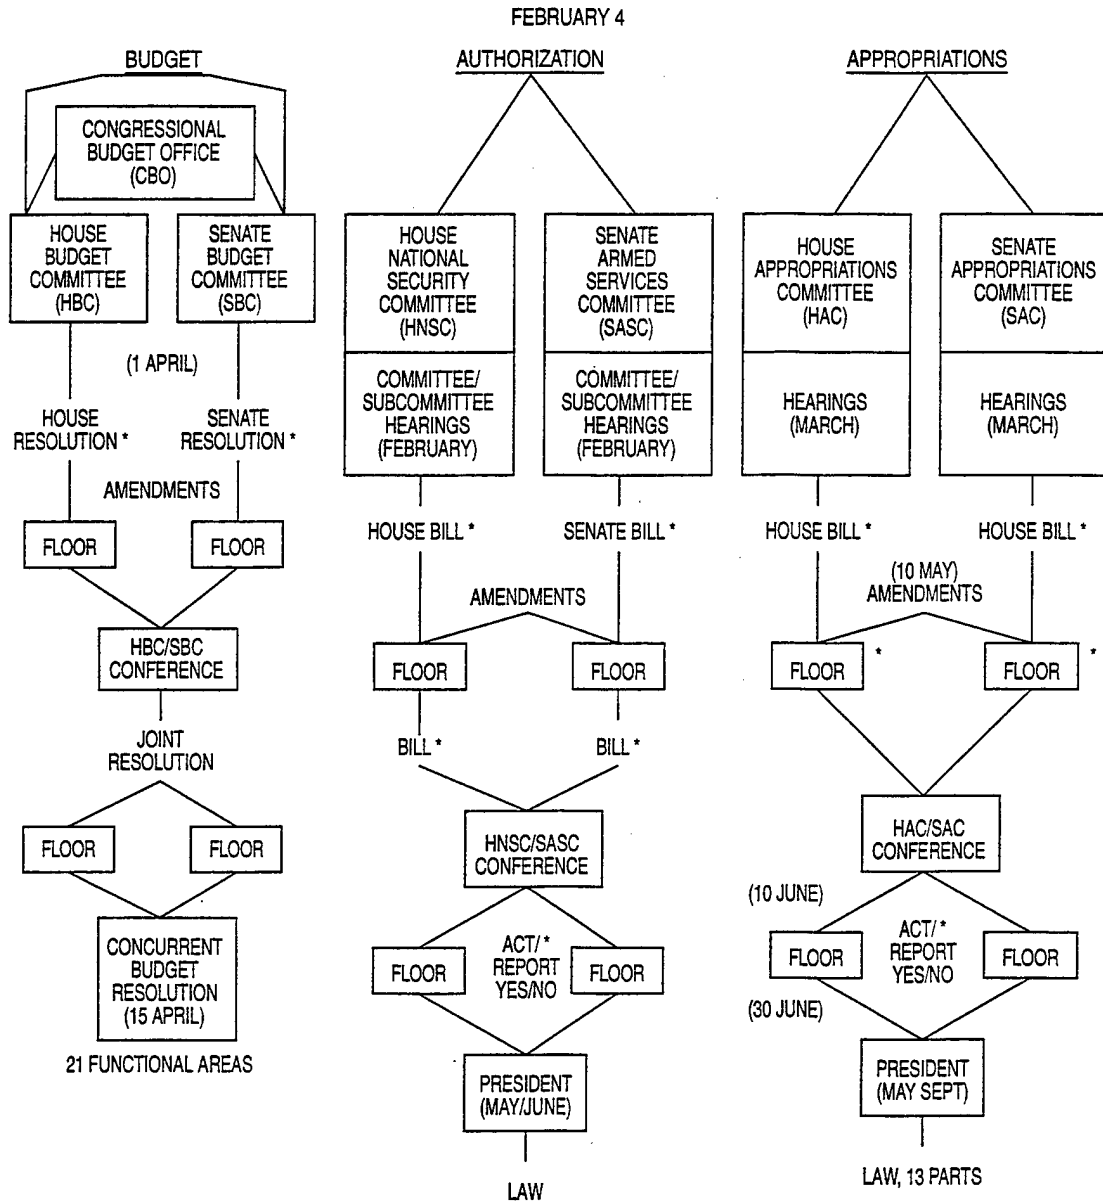 FEBRUARY 4
BUDGET
CONGRESSIONAL
BUDGET OFFICE
(CBO)
HOUSE
BUDGET
COMMITTEE
(HBC)
SENATE
BUDGET
COMMITTEE
(SBC)
(1 APRIL)
HOUSE
RESOLUTION *
SENATE
RESOLUTION *
AMENDMENTS
FLOOR
FLOOR
HBC/SBC
CONFERENCE
JOINT
RESOLUTION
FLOOR
FLOOR
CONCURRENT
BUDGET
RESOLUTION
(15 APRIL)
21 FUNCTIONAL AREAS
AUTHORIZATION
HOUSE
NATIONAL
SECURITY
COMMITTEE
(HNSC)
SENATE
ARMED
SERVICES
COMMITTEE
(SASC)
COMMITTEE/
SUBCOMMITTEE
HEARINGS
(FEBRUARY)
COMMITTEE/
SUBCOMMITTEE
HEARINGS
(FEBRUARY)
HOUSE BILL *
SENATE BILL *
AMENDMENTS
FLOOR
FLOOR
BILL *
BILL *
HNSC/SASC
CONFERENCE
FLOOR
ACT/ *
REPORT
YES/NO
FLOOR
PRESIDENT
(MAY/JUNE)
LAW
APPROPRIATIONS
HOUSE
APPROPRIATIONS
COMMITTEE
(HAC)
SENATE
APPROPRIATIONS
COMMITTEE
(SAC)
HEARINGS
(MARCH)
HEARINGS
(MARCH)
HOUSE BILL *
HOUSE BILL *
(10 MAY)
AMENDMENTS
FLOOR *
FLOOR *
HAC/SAC
CONFERENCE
(10 JUNE)
FLOOR
ACT/ *
REPORT
YES/NO
FLOOR
(30 JUNE)
PRESIDENT
(MAY SEPT)
LAW, 13 PARTS